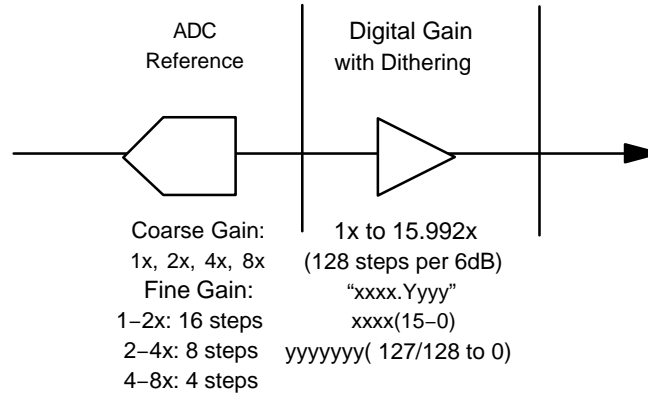 ADC
Reference
Digital Gain
with Dithering
Coarse Gain:
1x, 2x, 4x, 8x
Fine Gain:
1−2x: 16 steps
2−4x: 8 steps
4−8x: 4 steps
1x to 15.992x
(128 steps per 6dB)
“xxxx.Yyyy”
xxxx(15−0)
yyyyyyy( 127/128 to 0)